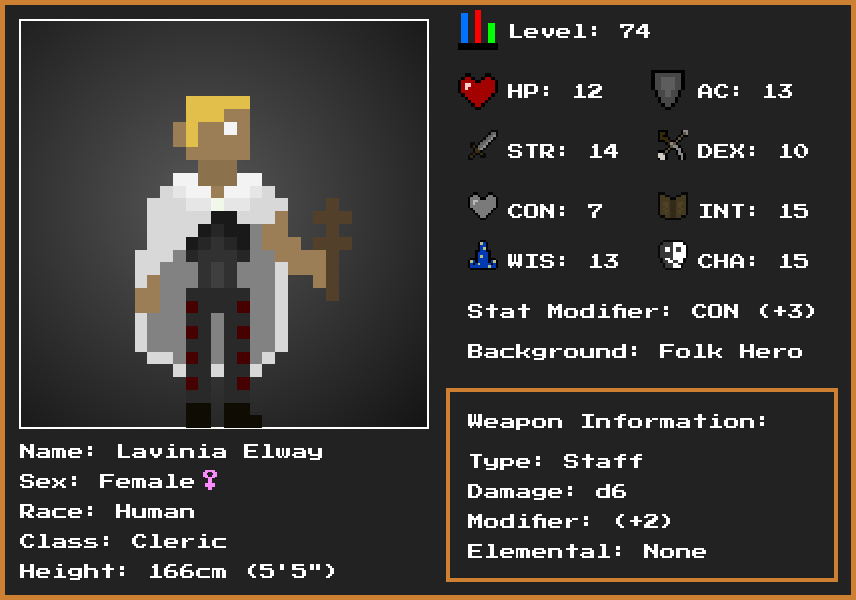 Level: 74
HP: 12
AC: 13
STR: 14
DEX: 10
CON: 7
INT: 15
WIS: 13
CHA: 15
Stat Modifier: CON (+3)
Background: Folk Hero
Weapon Information:
Type: Staff
Damage: d6
Modifier: (+2)
Elemental: None
Name: Lavinia Elway
Sex: Female♀
Race: Human
Class: Cleric
Height: 166cm (5'5")